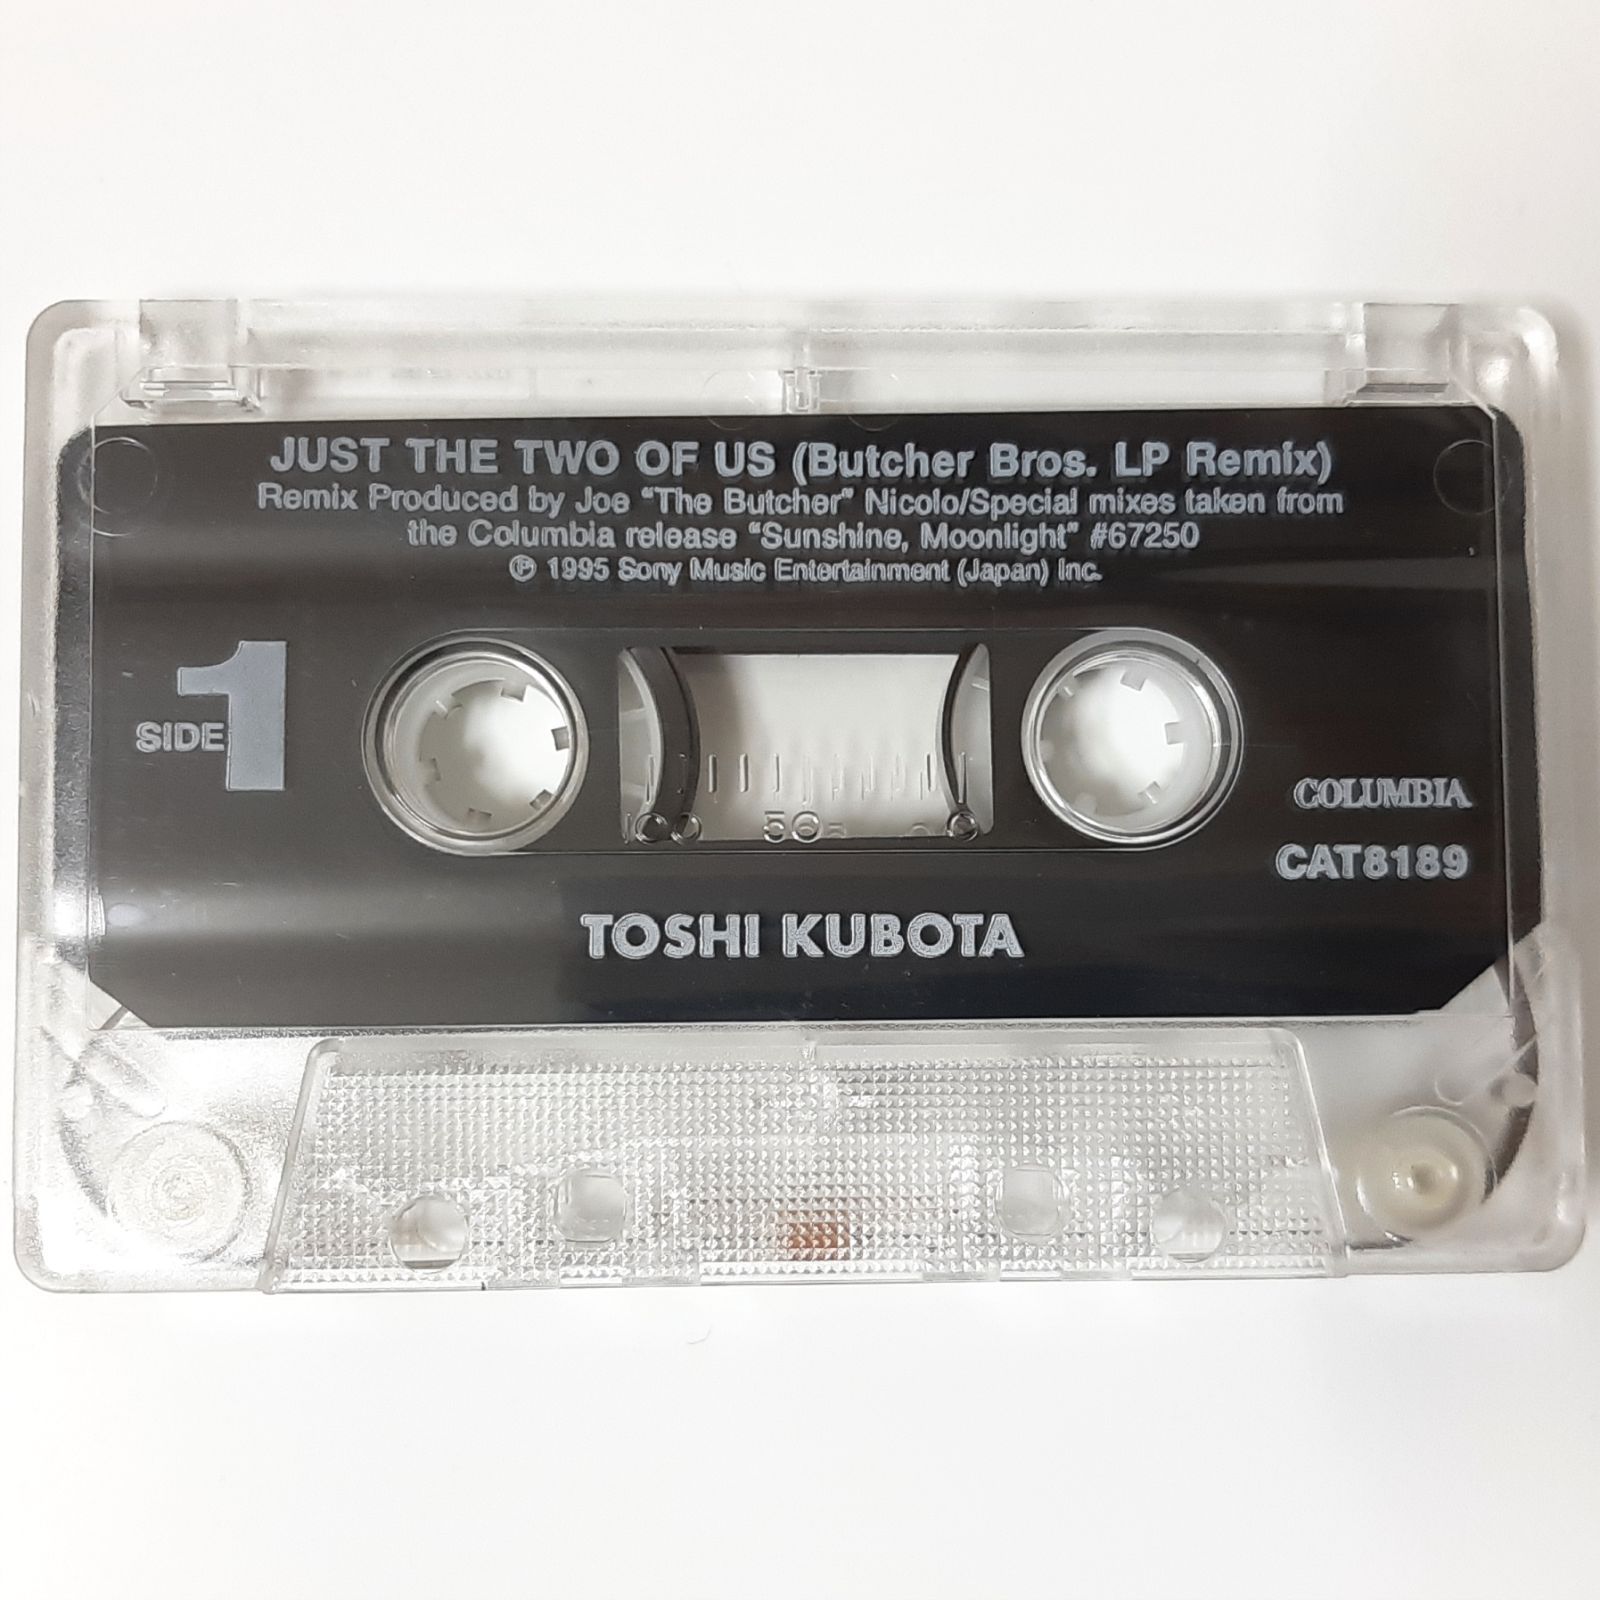 JUST THE TWO OF US (Butcher Bros. LP Remix)
Remix Produced by Joe "The Butcher" Nicolo/Special mixes taken from
the Columbia release "Sunshine, Moonlight" #67250
℗ 1995 Sony Music Entertainment (Japan) Inc.
SIDE 1
COLUMBIA
CAT8189
TOSHI KUBOTA